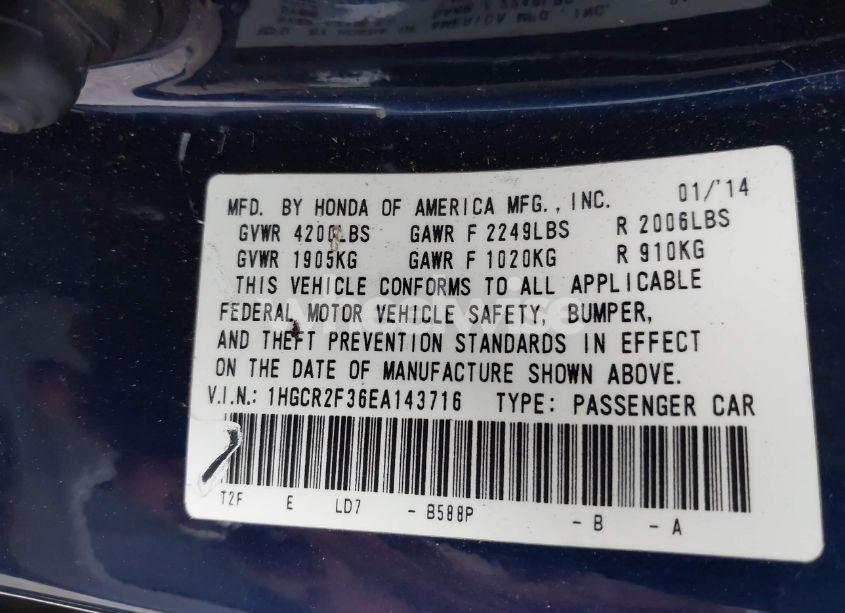 MFD. BY HONDA OF AMERICA MFG., INC. 01/'14
GVWR 4200LBS GAWR F 2249LBS R 2006LBS
GVWR 1905KG GAWR F 1020KG R 910KG
THIS VEHICLE CONFORMS TO ALL APPLICABLE
FEDERAL MOTOR VEHICLE SAFETY, BUMPER,
AND THEFT PREVENTION STANDARDS IN EFFECT
ON THE DATE OF MANUFACTURE SHOWN ABOVE.
V.I.N.: 1HGCR2F36EA143716 TYPE: PASSENGER CAR
T2F E LD7 - B588P - B - A